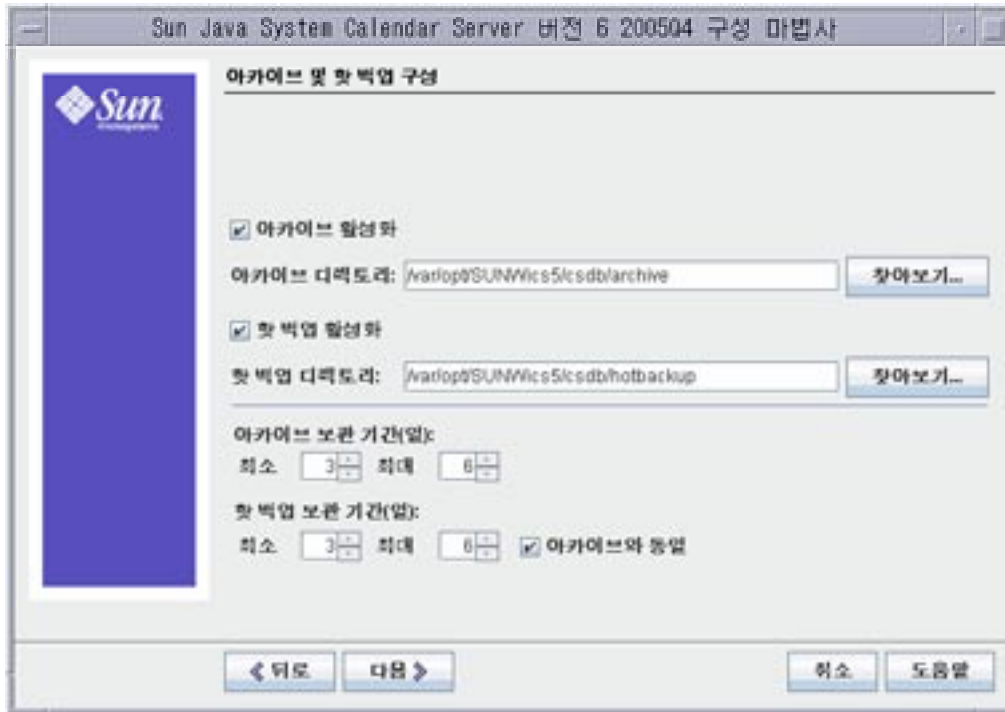 Sun Java System Calendar Server 버전 6 2005Q4 구성 마법사
Sun
microsystems
아카이브 및 핫 백업 구성
아카이브 활성화
아카이브 디렉토리: /var/opt/SUNWics5/csdb/archive 찾아보기...
핫 백업 활성화
핫 백업 디렉토리: /var/opt/SUNWics5/csdb/hotbackup 찾아보기...
아카이브 보관 기간(일):
최소 3 최대 6
핫 백업 보관 기간(일):
최소 3 최대 6 아카이브와 동일
뒤로 다음 취소 도움말